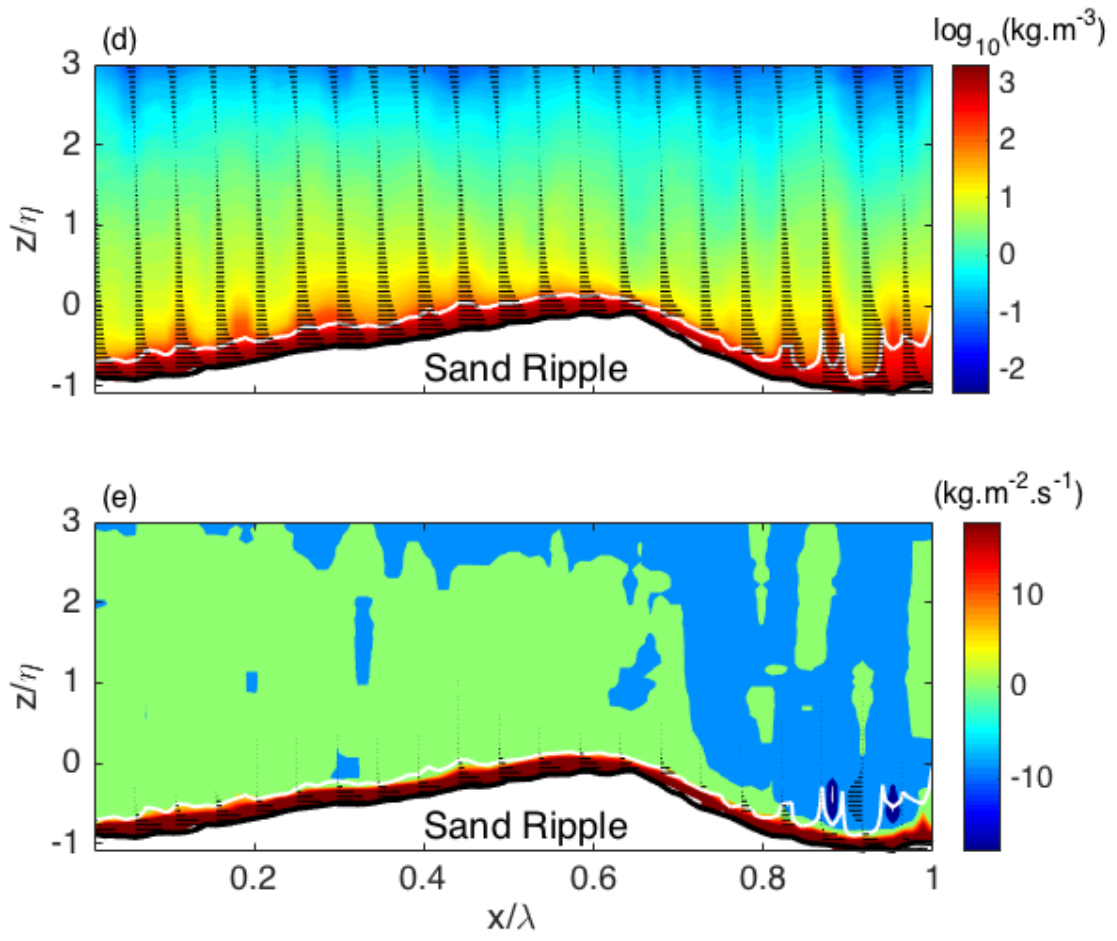 (d)
log10(kg.m-3)
3
2
1
0
-1
z/η
3
2
1
0
-1
-2
Sand Ripple
(e)
(kg.m-2.s-1)
3
2
1
0
-1
z/η
10
0
-10
Sand Ripple
0.2 0.4 0.6 0.8 1
x/λ